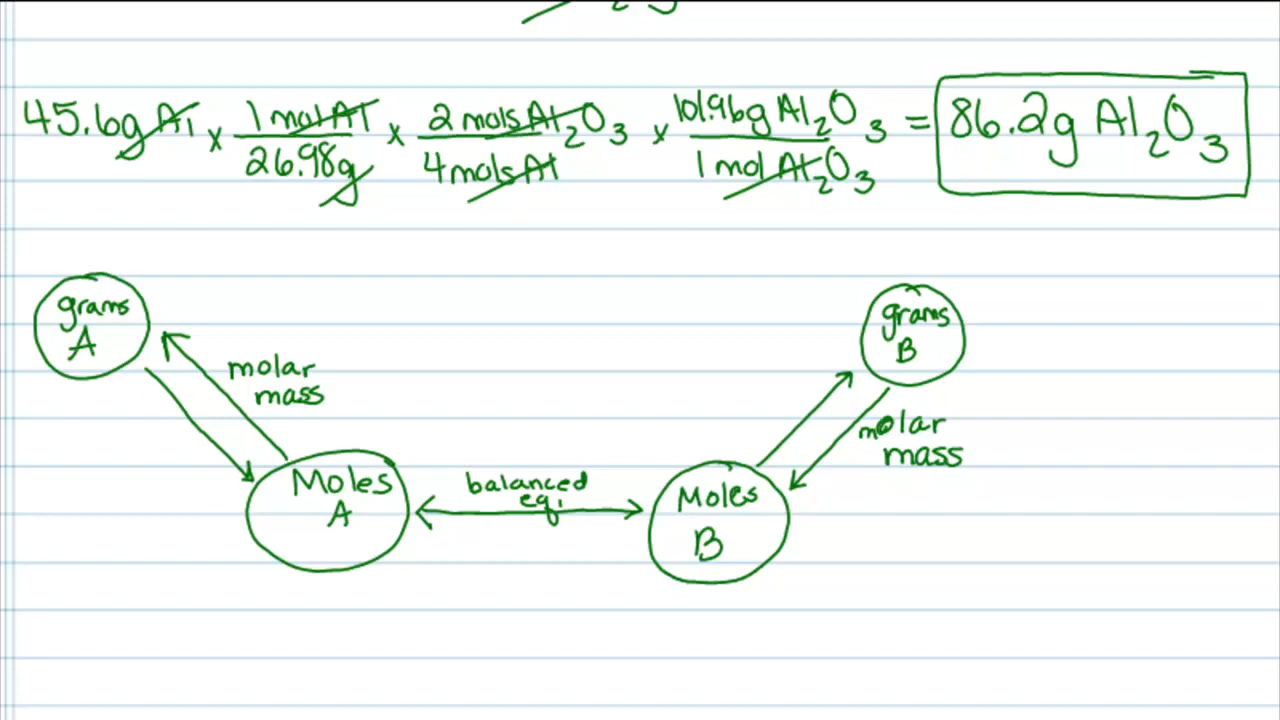 45.6g Al x 1 mol Al / 26.98g x 2 mols Al₂O₃ / 4 mols Al x 101.96g Al₂O₃ / 1 mol Al₂O₃ = 86.2g Al₂O₃
grams
A
grams
B
molar
mass
molar
mass
Moles
A
balanced
eq.
Moles
B